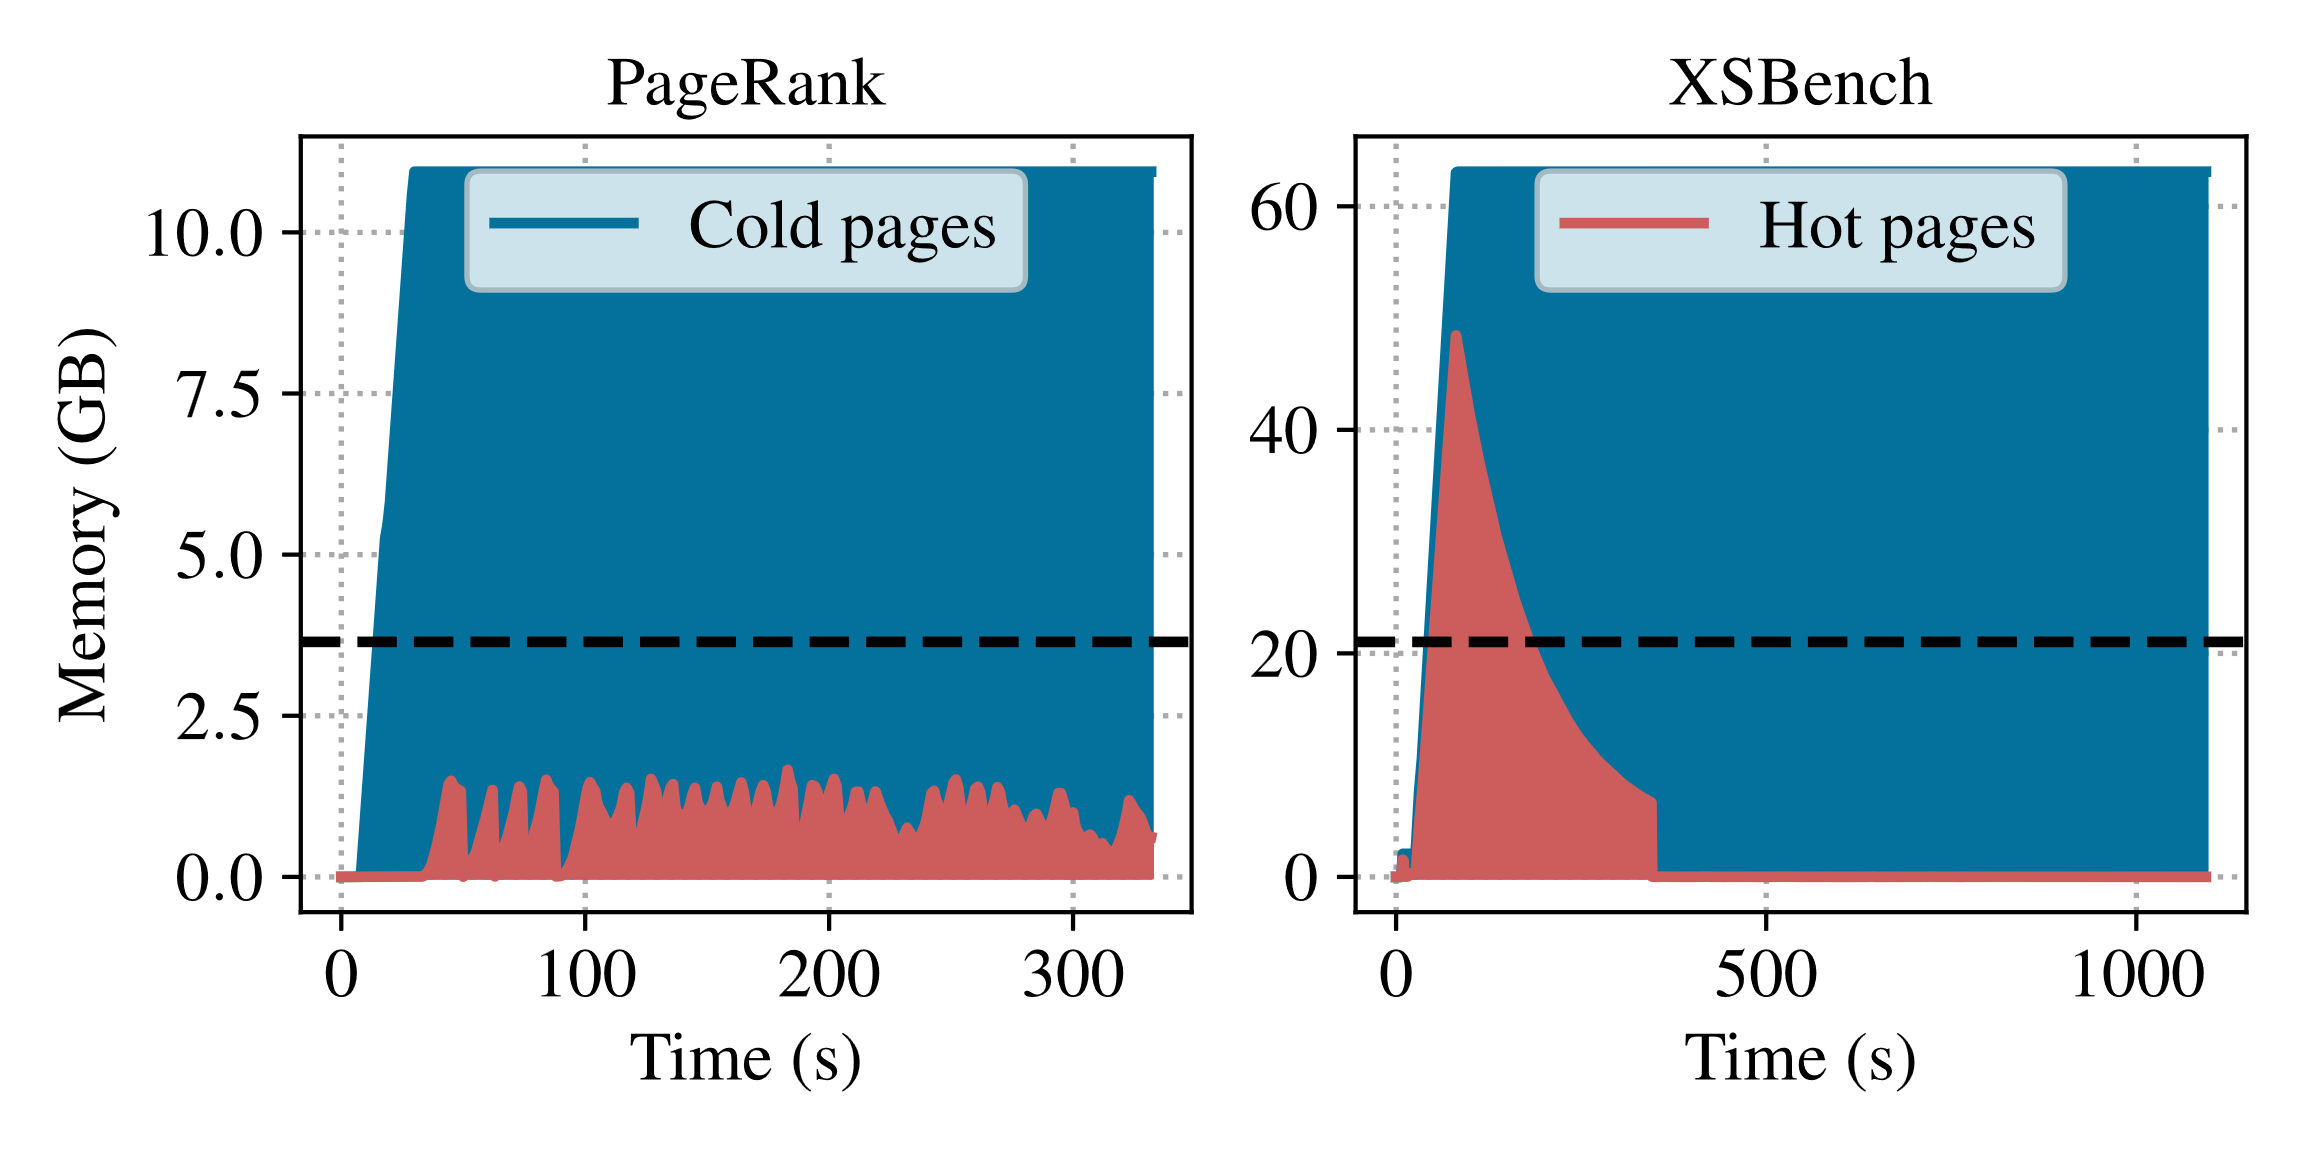 PageRank
Cold pages
10.0
7.5
5.0
2.5
0.0
Memory (GB)
0 100 200 300
Time (s)
XSBench
Hot pages
60
40
20
0
0 500 1000
Time (s)